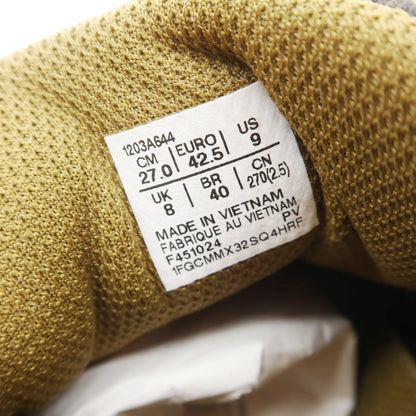 1203A644
CM EURO US
27.0 42.5 9
UK BR CN
8 40 270(2.5)
MADE IN VIETNAM
FABRIQUE AU VIETNAM
F451024 PV
1FGCMMX32SQ4HRF